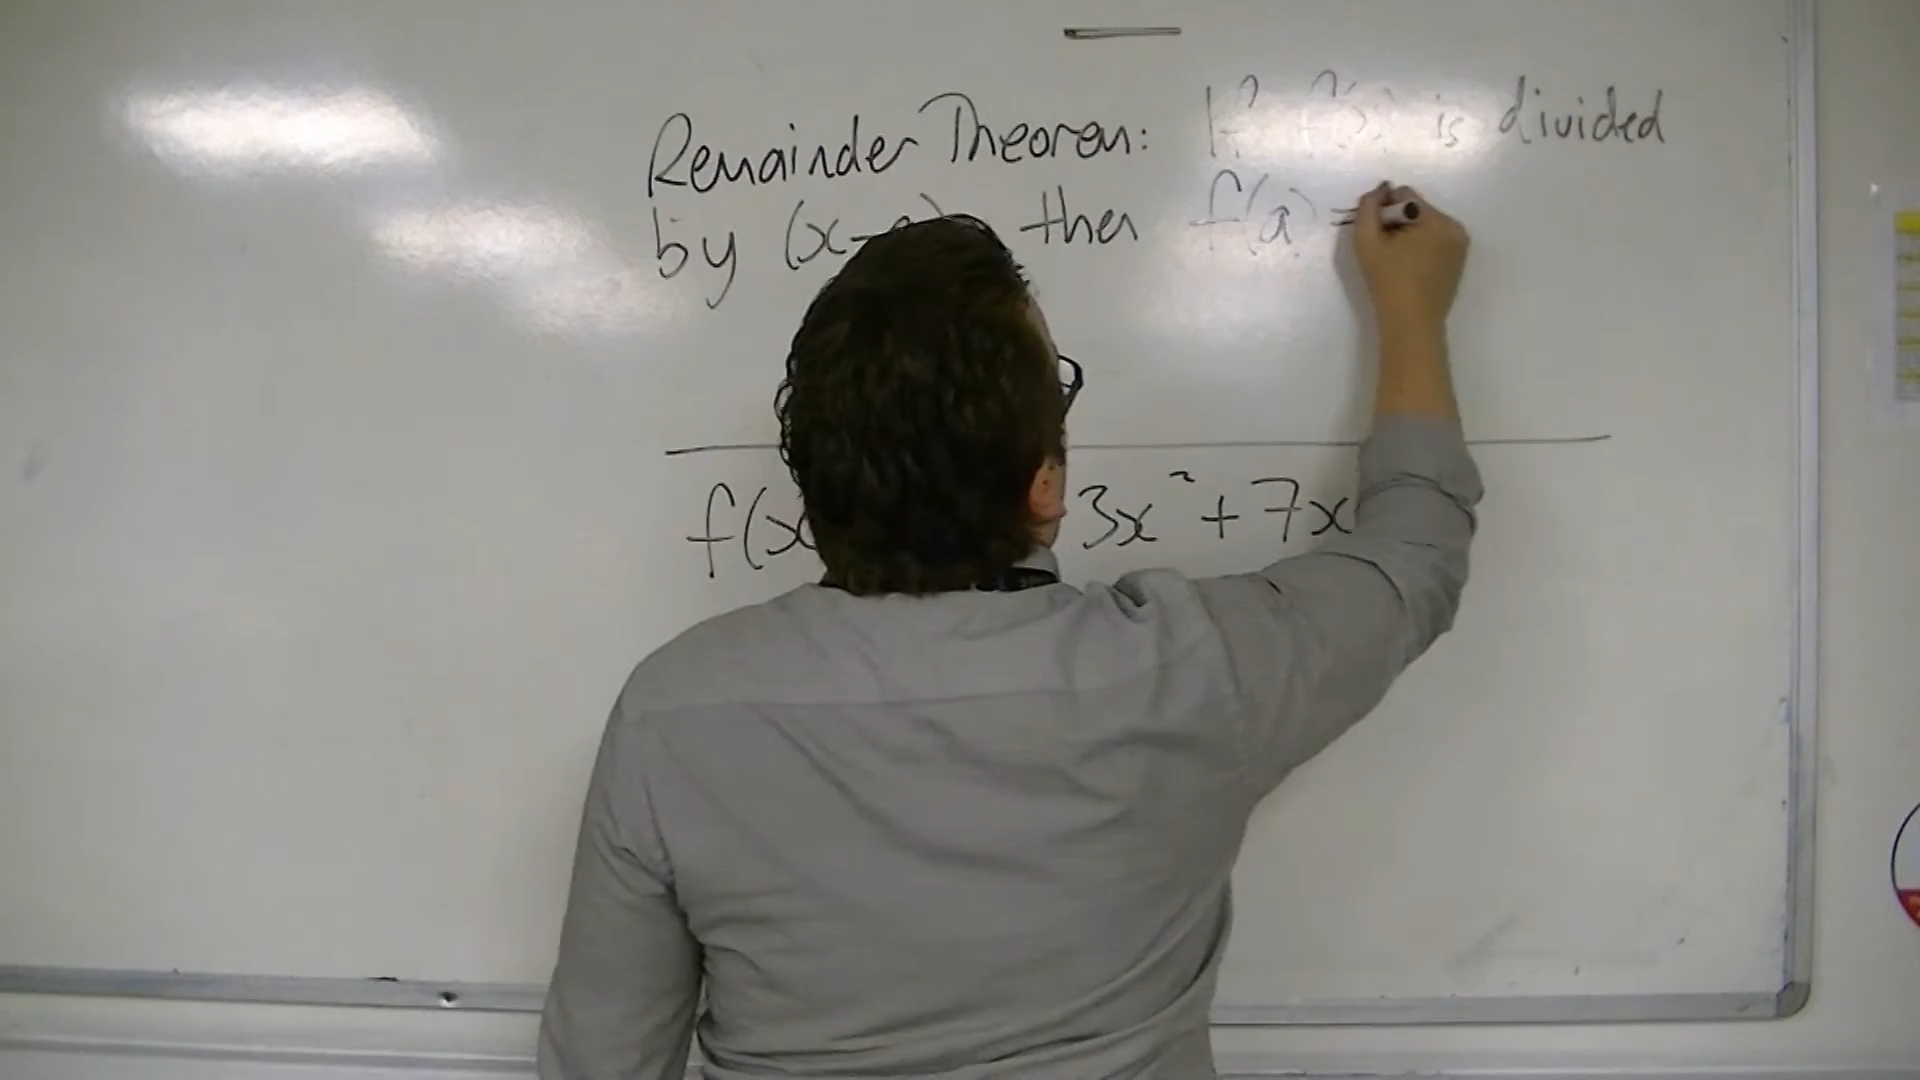 Remainder Theorem: If f(x) is divided
by (x-a), then f(a) =
f(x 3x² + 7x